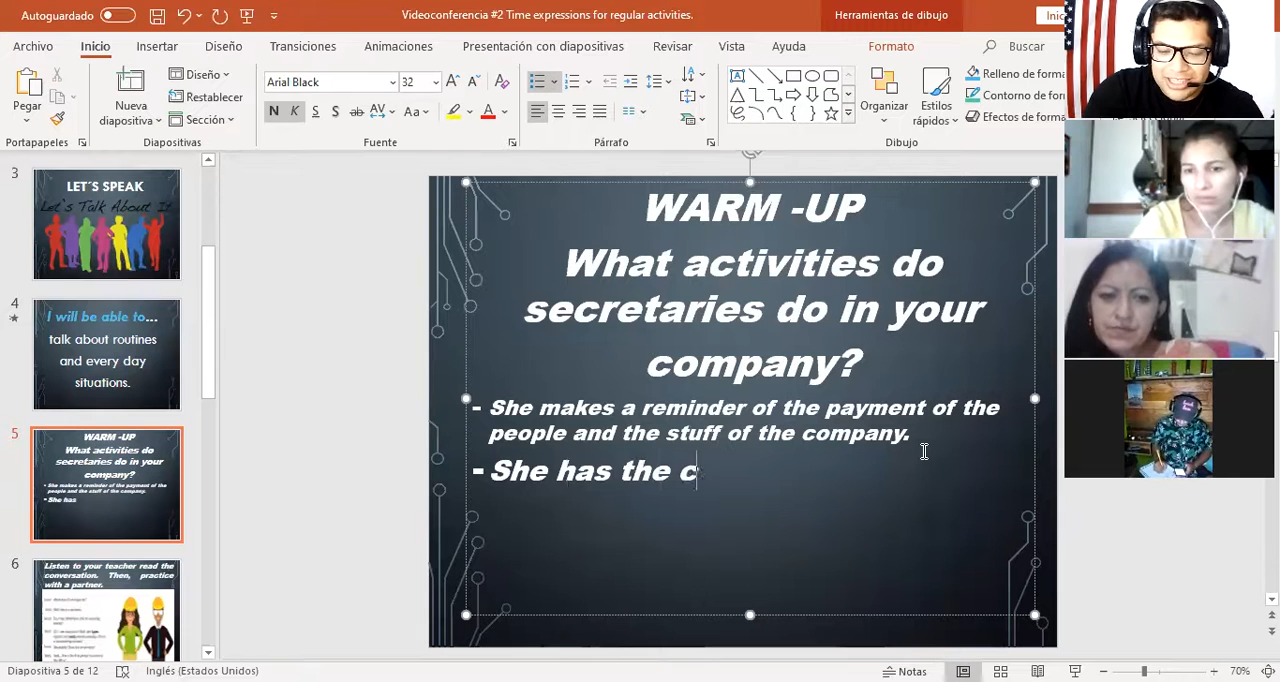 Autoguardado
Videoconferencia #2 Time expressions for regular activities.
Herramientas de dibujo
Inic
Archivo Inicio Insertar Diseño Transiciones Animaciones Presentación con diapositivas Revisar Vista Ayuda Formato Buscar
Pegar
Nueva diapositiva
Diseño
Restablecer
Sección
Arial Black 32
N K S S ab AV Aa A
Organizar
Estilos rápidos
Relleno de forma
Contorno de form
Efectos de forma
Portapapeles Diapositivas Fuente Párrafo Dibujo
3
LET´S SPEAK
Let's Talk About It
4
I will be able to...
talk about routines
and every day
situations.
5
WARM -UP
What activities do
secretaries do in your
company?
- She makes a reminder of the payment of the
people and the stuff of the company.
- She has
6
Listen to your teacher read the
conversation. Then, practice
with a partner.
WARM -UP
What activities do
secretaries do in your
company?
- She makes a reminder of the payment of the
people and the stuff of the company.
- She has the c
Diapositiva 5 de 12 Inglés (Estados Unidos) Notas 70%